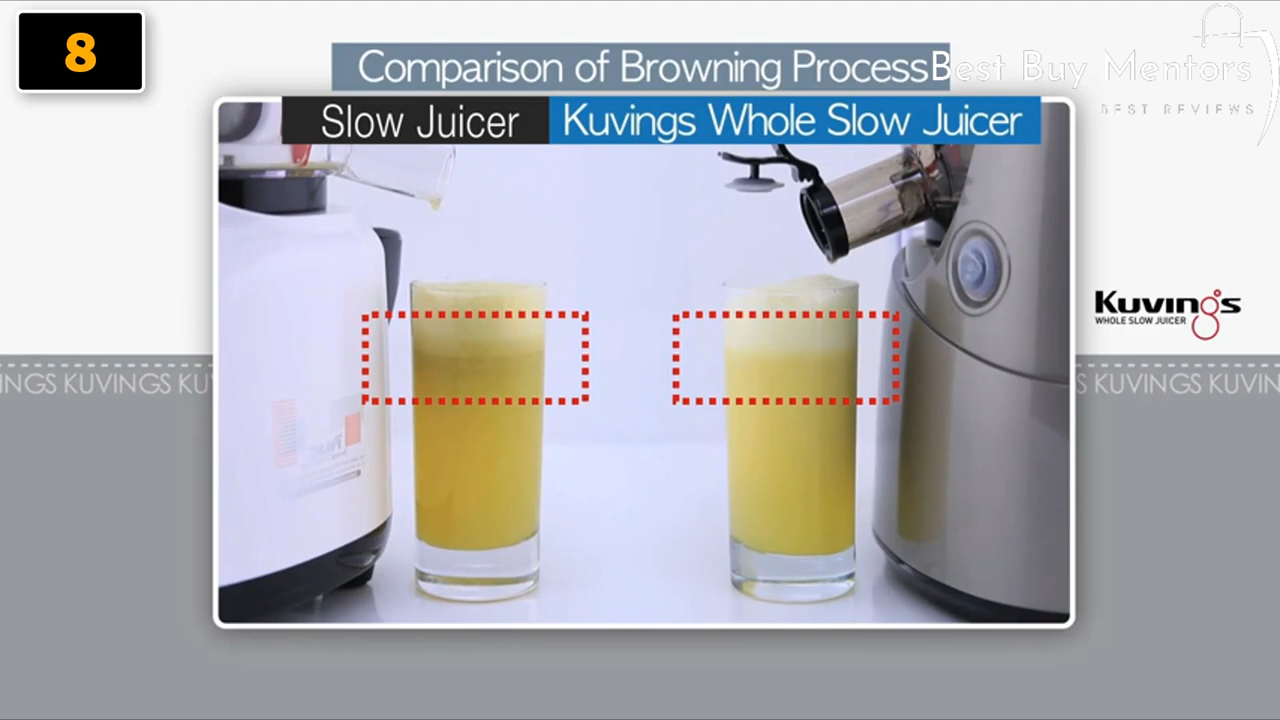 8
Comparison of Browning Process
Best Buy Mentors
BEST REVIEWS
Slow Juicer
Kuvings Whole Slow Juicer
Kuvings
WHOLE SLOW JUICER
INGS KUVINGS KU
S KUVINGS KUVIN